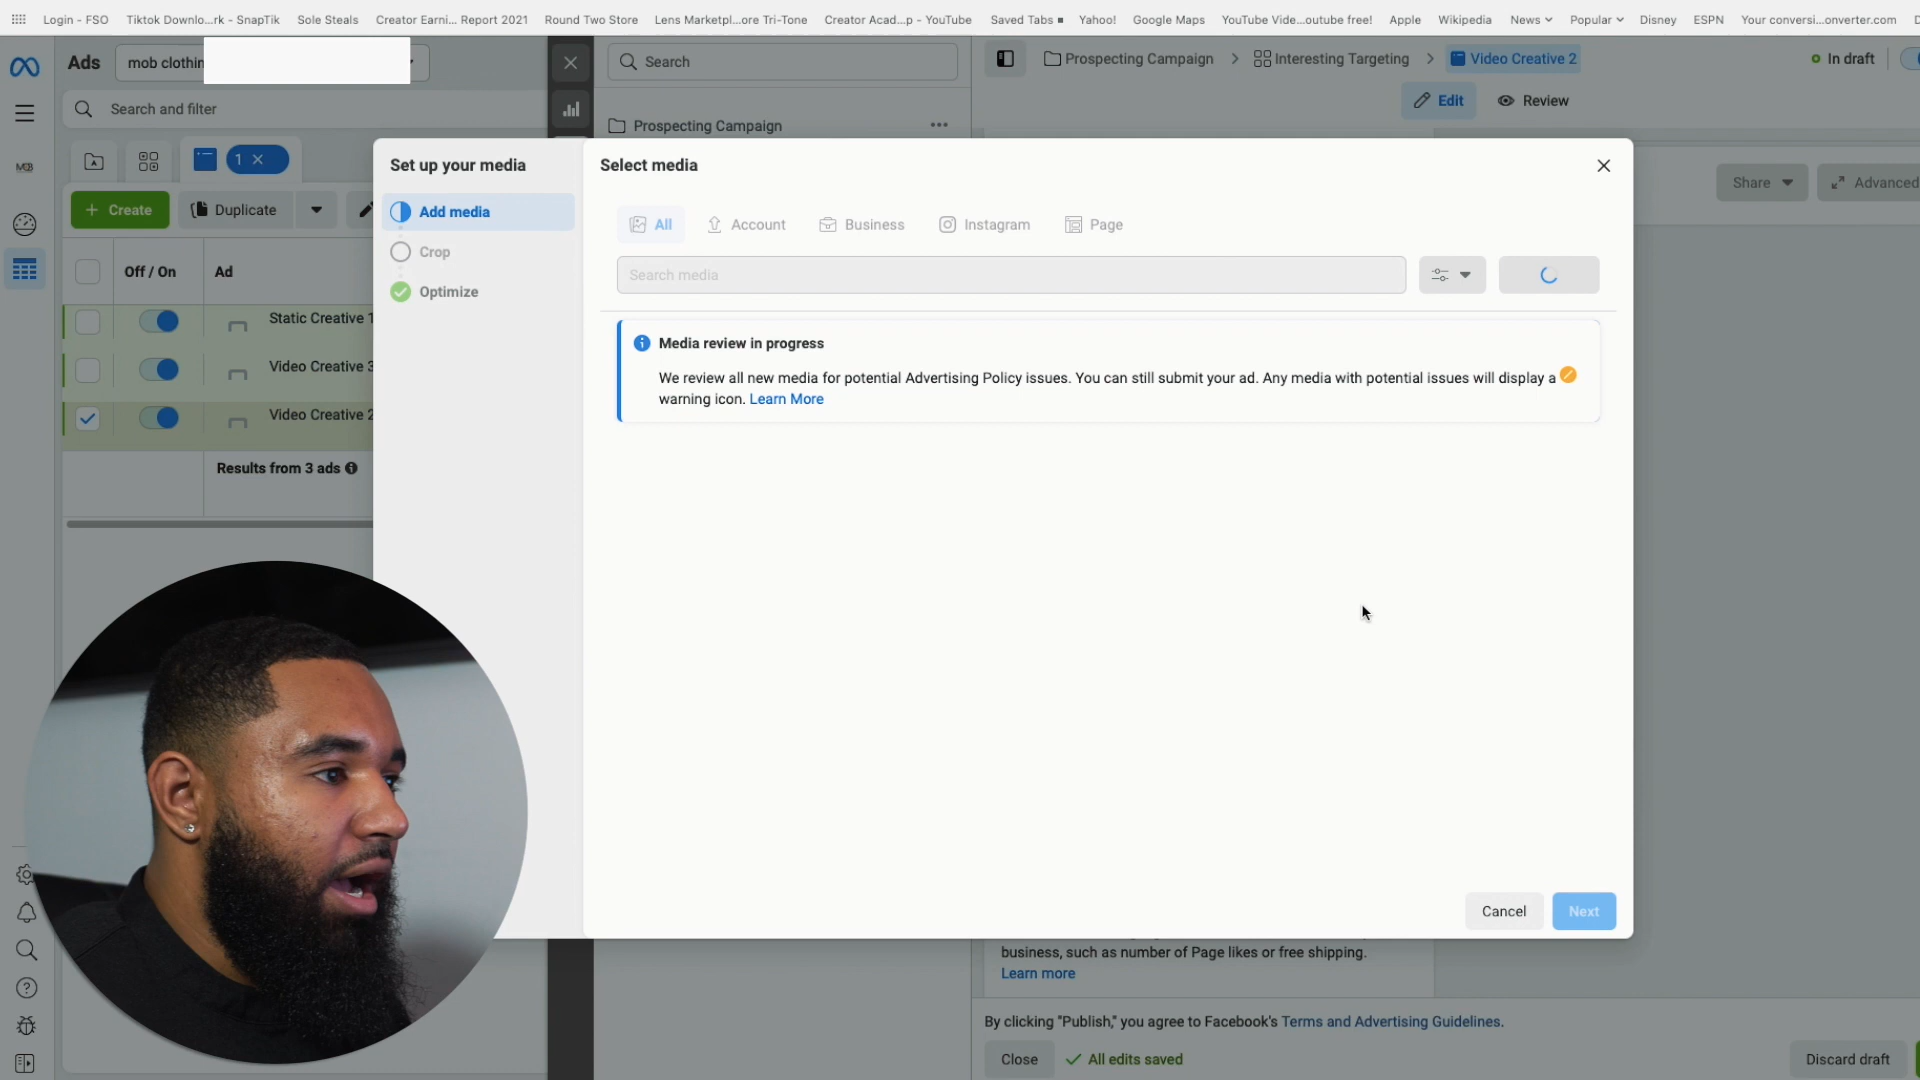 Login - FSO
Tiktok Downlo...rk - SnapTik
Sole Steals
Creator Earni... Report 2021
Round Two Store
Lens Marketpl...ore Tri-Tone
Creator Acad...p - YouTube
Saved Tabs
Yahoo!
Google Maps
YouTube Vide...outube free!
Apple
Wikipedia
News
Popular
Disney
ESPN
Your conversi...onverter.com
Ads
mob clothin
Search
Prospecting Campaign
Interesting Targeting
Video Creative 2
In draft
Search and filter
Edit
Review
Prospecting Campaign
1
Set up your media
Select media
Share
Advanced
Create
Duplicate
Add media
All
Account
Business
Instagram
Page
Crop
Search media
Off / On
Ad
Optimize
Static Creative 1
Video Creative 3
Video Creative 2
Results from 3 ads
Media review in progress
We review all new media for potential Advertising Policy issues. You can still submit your ad. Any media with potential issues will display a
warning icon. Learn More
Cancel
Next
business, such as number of Page likes or free shipping.
Learn more
By clicking "Publish," you agree to Facebook's Terms and Advertising Guidelines.
Close
All edits saved
Discard draft